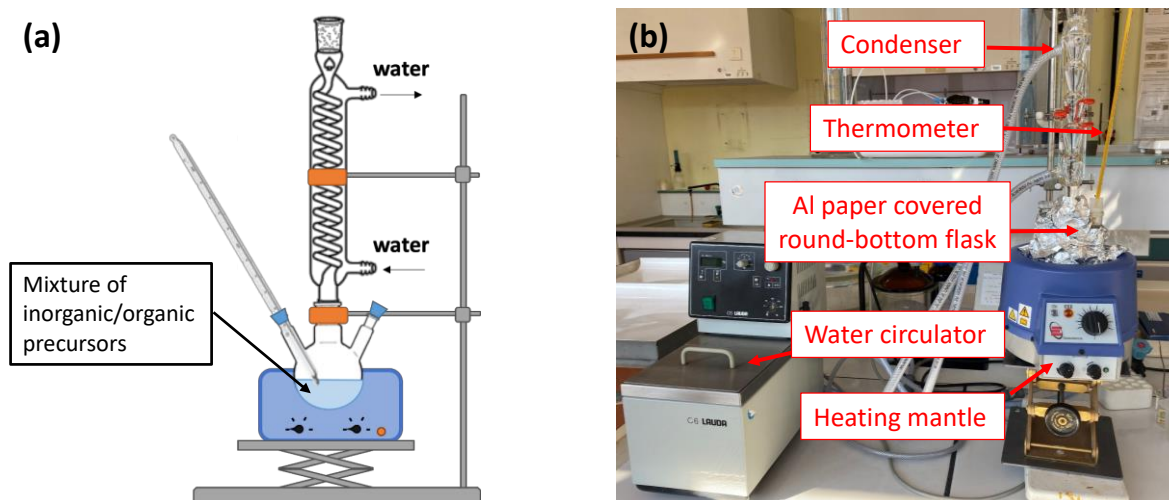 (a)
water
water
Mixture of
inorganic/organic
precursors
(b)
Condenser
Thermometer
Al paper covered
round-bottom flask
Water circulator
Heating mantle
C6 LAUDA